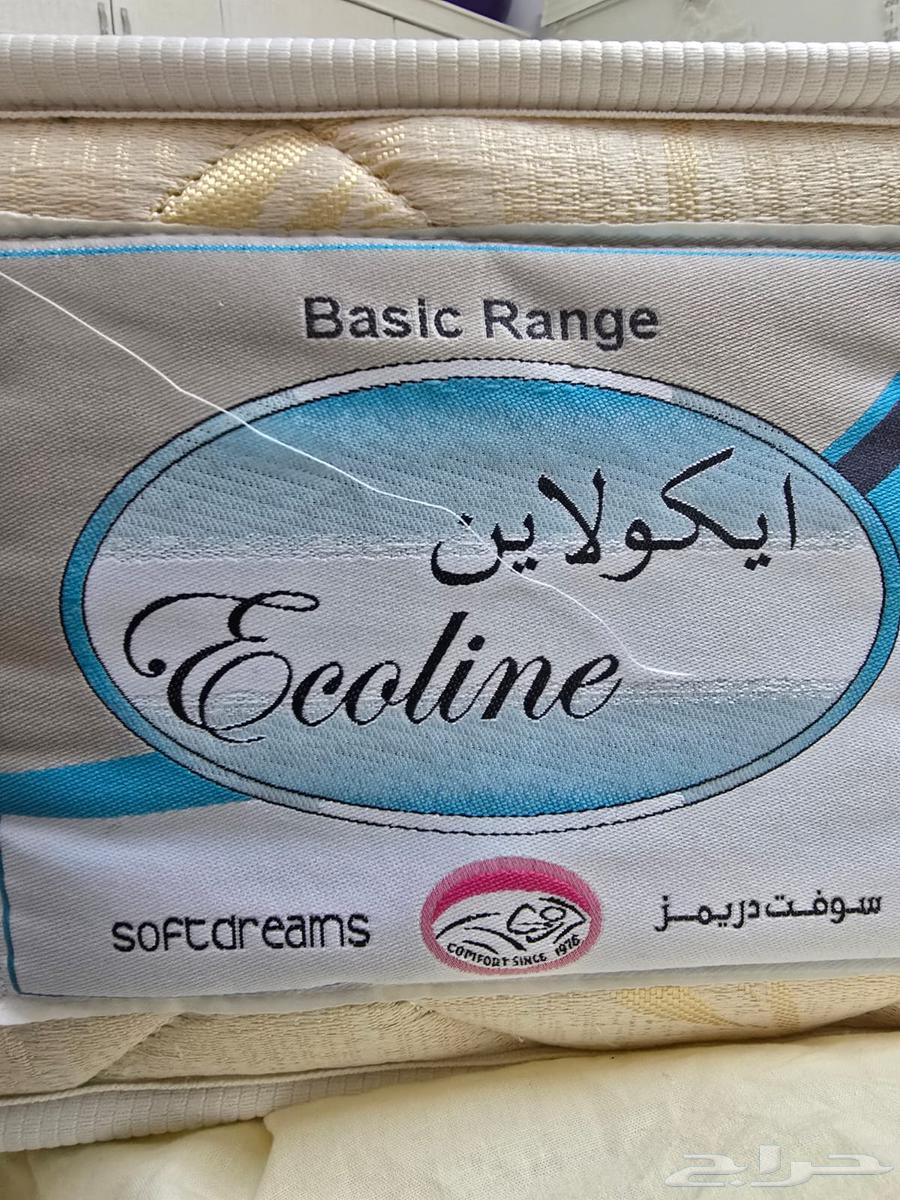 Basic Range
ايكولاين
Ecoline
softdreams
COMFORT SINCE 1976
سوفت دريمز
حراج